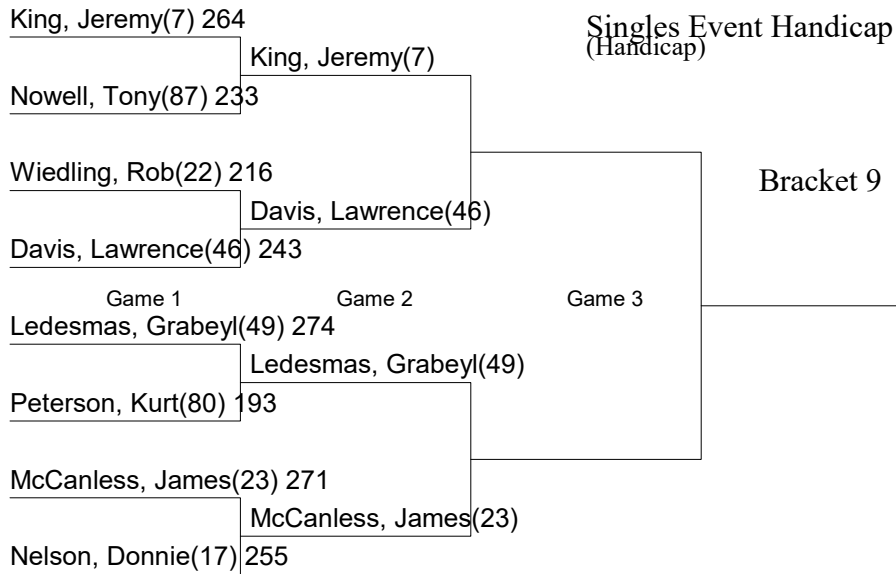 King, Jeremy(7) 264
Singles Event Handicap
(Handicap)
King, Jeremy(7)
Nowell, Tony(87) 233
Wiedling, Rob(22) 216
Bracket 9
Davis, Lawrence(46)
Davis, Lawrence(46) 243
Game 1
Game 2
Game 3
Ledesmas, Grabeyl(49) 274
Ledesmas, Grabeyl(49)
Peterson, Kurt(80) 193
McCanless, James(23) 271
McCanless, James(23)
Nelson, Donnie(17) 255